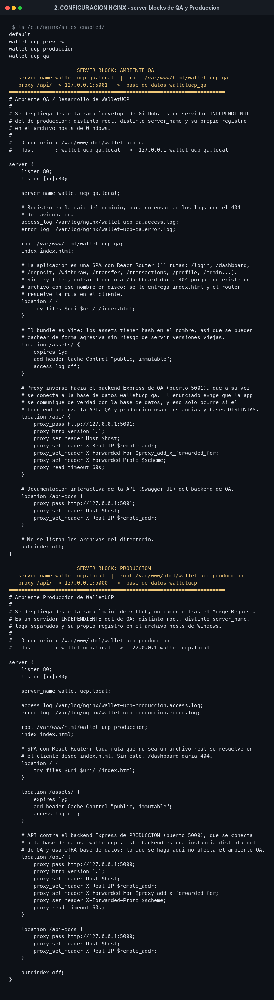 2. CONFIGURACION NGINX - server blocks de QA y Produccion
$ ls /etc/nginx/sites-enabled/
default
wallet-ucp-preview
wallet-ucp-produccion
wallet-ucp-qa
===================== SERVER BLOCK: AMBIENTE QA =====================
   server_name wallet-ucp-qa.local  |  root /var/www/html/wallet-ucp-qa
   proxy /api/ -> 127.0.0.1:5001  ->  base de datos walletucp_qa
======================================================================
# Ambiente QA / Desarrollo de WalletUCP
#
# Se despliega desde la rama `develop` de GitHub. Es un servidor INDEPENDIENTE
# del de produccion: distinto root, distinto server_name y su propio registro
# en el archivo hosts de Windows.
#
#   Directorio : /var/www/html/wallet-ucp-qa
#   Host       : wallet-ucp-qa.local  ->  127.0.0.1 wallet-ucp-qa.local
server {
    listen 80;
    listen [::]:80;
    server_name wallet-ucp-qa.local;
    # Registro en la raiz del dominio, para no ensuciar los logs con el 404
    # de favicon.ico.
    access_log /var/log/nginx/wallet-ucp-qa.access.log;
    error_log  /var/log/nginx/wallet-ucp-qa.error.log;
    root /var/www/html/wallet-ucp-qa;
    index index.html;
    # La aplicacion es una SPA con React Router (11 rutas: /login, /dashboard,
    # /deposit, /withdraw, /transfer, /transactions, /profile, /admin...).
    # Sin try_files, entrar directo a /dashboard daria 404 porque no existe un
    # archivo con ese nombre en disco: se le entrega index.html y el router
    # resuelve la ruta en el cliente.
    location / {
        try_files $uri $uri/ /index.html;
    }
    # El bundle es Vite: los assets tienen hash en el nombre, asi que se pueden
    # cachear de forma agresiva sin riesgo de servir versiones viejas.
    location /assets/ {
        expires 1y;
        add_header Cache-Control "public, immutable";
        access_log off;
    }
    # Proxy inverso hacia el backend Express de QA (puerto 5001), que a su vez
    # se conecta a la base de datos walletucp_qa. El enunciado exige que la app
    # se comunique de verdad con la base de datos, y eso solo ocurre si el
    # frontend alcanza la API. QA y produccion usan instancias y bases DISTINTAS.
    location /api/ {
        proxy_pass http://127.0.0.1:5001;
        proxy_http_version 1.1;
        proxy_set_header Host $host;
        proxy_set_header X-Real-IP $remote_addr;
        proxy_set_header X-Forwarded-For $proxy_add_x_forwarded_for;
        proxy_set_header X-Forwarded-Proto $scheme;
        proxy_read_timeout 60s;
    }
    # Documentacion interactiva de la API (Swagger UI) del backend de QA.
    location /api-docs {
        proxy_pass http://127.0.0.1:5001;
        proxy_set_header Host $host;
        proxy_set_header X-Real-IP $remote_addr;
    }
    # No se listan los archivos del directorio.
    autoindex off;
}
===================== SERVER BLOCK: PRODUCCION ======================
   server_name wallet-ucp.local  |  root /var/www/html/wallet-ucp-produccion
   proxy /api/ -> 127.0.0.1:5000  ->  base de datos walletucp
======================================================================
# Ambiente Produccion de WalletUCP
#
# Se despliega desde la rama `main` de GitHub, unicamente tras el Merge Request.
# Es un servidor INDEPENDIENTE del de QA: distinto root, distinto server_name,
# logs separados y su propio registro en el archivo hosts de Windows.
#
#   Directorio : /var/www/html/wallet-ucp-produccion
#   Host       : wallet-ucp.local  ->  127.0.0.1 wallet-ucp.local
server {
    listen 80;
    listen [::]:80;
    server_name wallet-ucp.local;
    access_log /var/log/nginx/wallet-ucp-produccion.access.log;
    error_log  /var/log/nginx/wallet-ucp-produccion.error.log;
    root /var/www/html/wallet-ucp-produccion;
    index index.html;
    # SPA con React Router: toda ruta que no sea un archivo real se resuelve en
    # el cliente desde index.html. Sin esto, /dashboard daria 404.
    location / {
        try_files $uri $uri/ /index.html;
    }
    location /assets/ {
        expires 1y;
        add_header Cache-Control "public, immutable";
        access_log off;
    }
    # API contra el backend Express de PRODUCCION (puerto 5000), que se conecta
    # a la base de datos `walletucp`. Este backend es una instancia distinta del
    # de QA y usa OTRA base de datos: lo que se haga aqui no afecta el ambiente QA.
    location /api/ {
        proxy_pass http://127.0.0.1:5000;
        proxy_http_version 1.1;
        proxy_set_header Host $host;
        proxy_set_header X-Real-IP $remote_addr;
        proxy_set_header X-Forwarded-For $proxy_add_x_forwarded_for;
        proxy_set_header X-Forwarded-Proto $scheme;
        proxy_read_timeout 60s;
    }
    location /api-docs {
        proxy_pass http://127.0.0.1:5000;
        proxy_set_header Host $host;
        proxy_set_header X-Real-IP $remote_addr;
    }
    autoindex off;
}